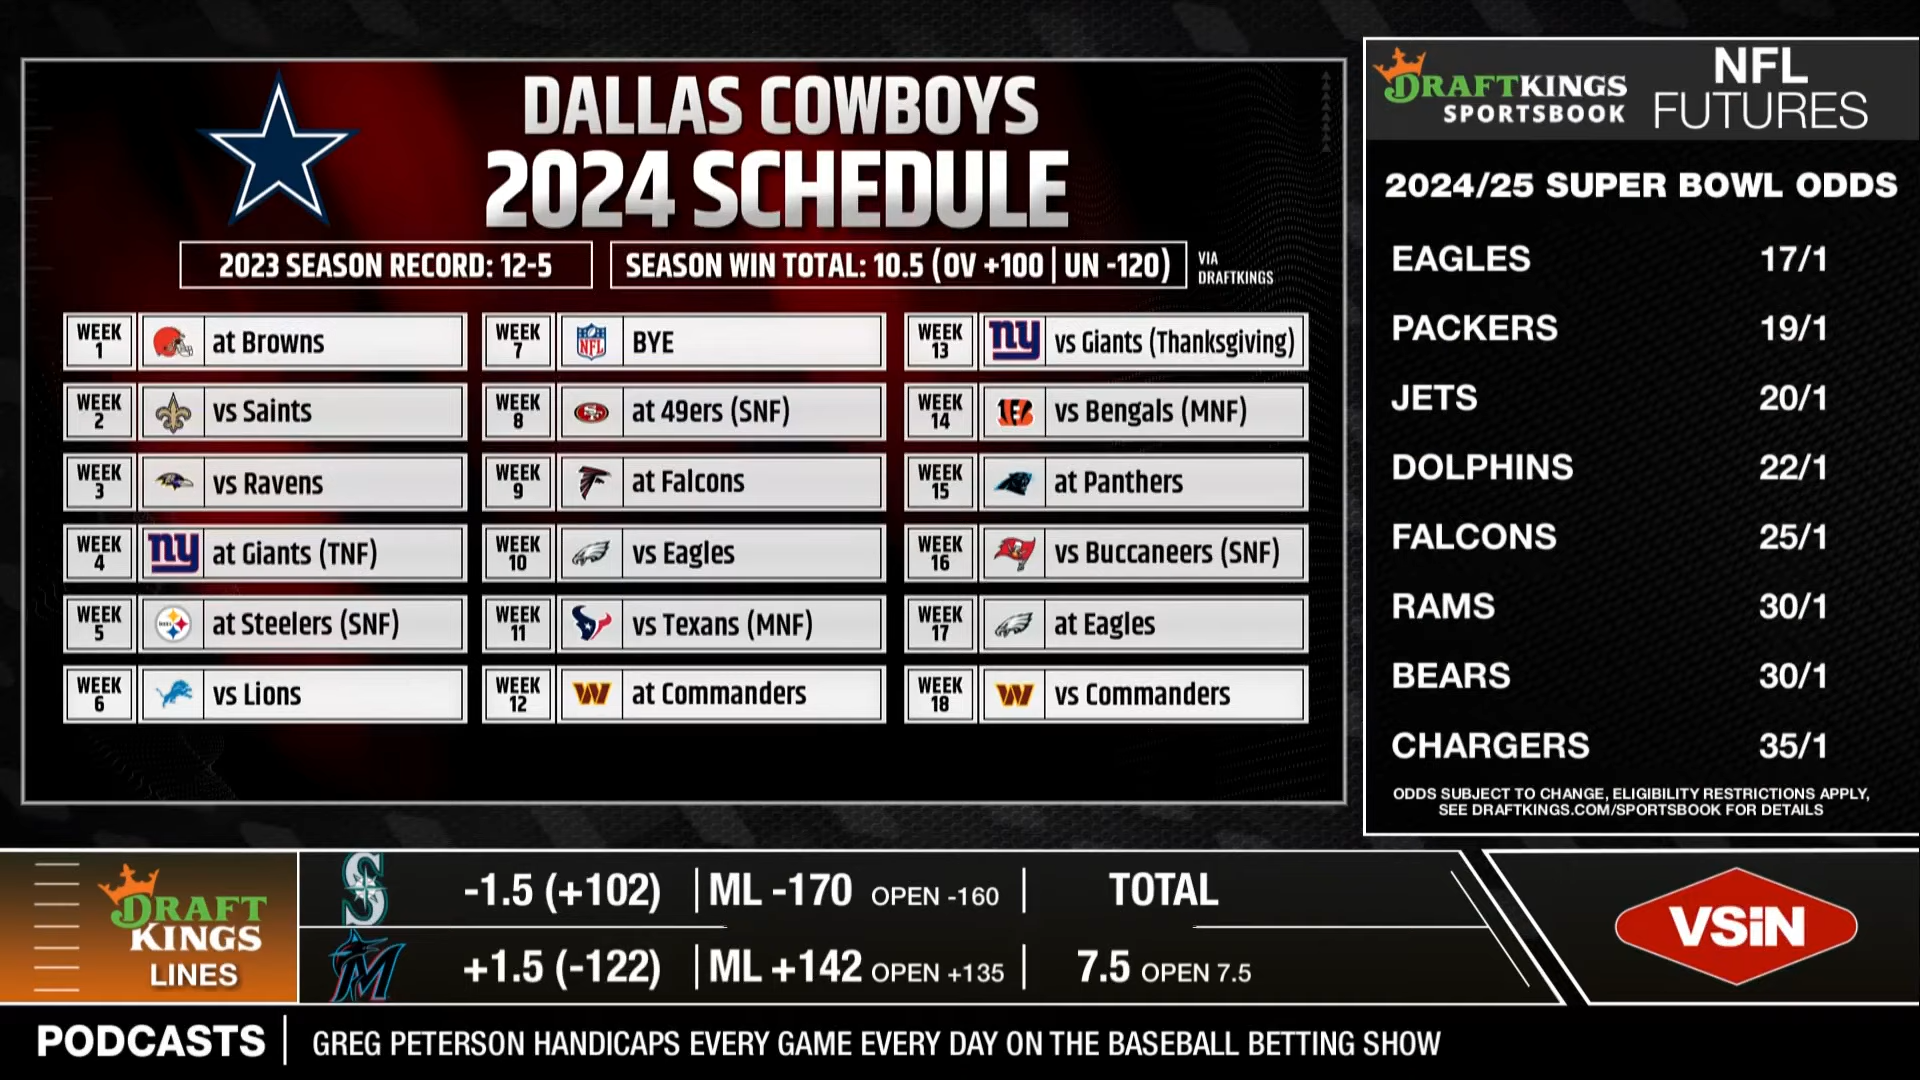 DALLAS COWBOYS
2024 SCHEDULE
2023 SEASON RECORD: 12-5
SEASON WIN TOTAL: 10.5 (OV +100 | UN -120)
VIA
DRAFTKINGS
WEEK 1 at Browns
WEEK 2 vs Saints
WEEK 3 vs Ravens
WEEK 4 ny at Giants (TNF)
WEEK 5 at Steelers (SNF)
WEEK 6 vs Lions
WEEK 7 NFL BYE
WEEK 8 SF at 49ers (SNF)
WEEK 9 at Falcons
WEEK 10 vs Eagles
WEEK 11 vs Texans (MNF)
WEEK 12 W at Commanders
WEEK 13 ny vs Giants (Thanksgiving)
WEEK 14 vs Bengals (MNF)
WEEK 15 at Panthers
WEEK 16 vs Buccaneers (SNF)
WEEK 17 at Eagles
WEEK 18 W vs Commanders
DRAFTKINGS
SPORTSBOOK
NFL
FUTURES
2024/25 SUPER BOWL ODDS
EAGLES 17/1
PACKERS 19/1
JETS 20/1
DOLPHINS 22/1
FALCONS 25/1
RAMS 30/1
BEARS 30/1
CHARGERS 35/1
ODDS SUBJECT TO CHANGE, ELIGIBILITY RESTRICTIONS APPLY,
SEE DRAFTKINGS.COM/SPORTSBOOK FOR DETAILS
DRAFT
KINGS
LINES
S -1.5 (+102) | ML -170 OPEN -160 | TOTAL
M +1.5 (-122) | ML +142 OPEN +135 | 7.5 OPEN 7.5
VSiN
PODCASTS | GREG PETERSON HANDICAPS EVERY GAME EVERY DAY ON THE BASEBALL BETTING SHOW